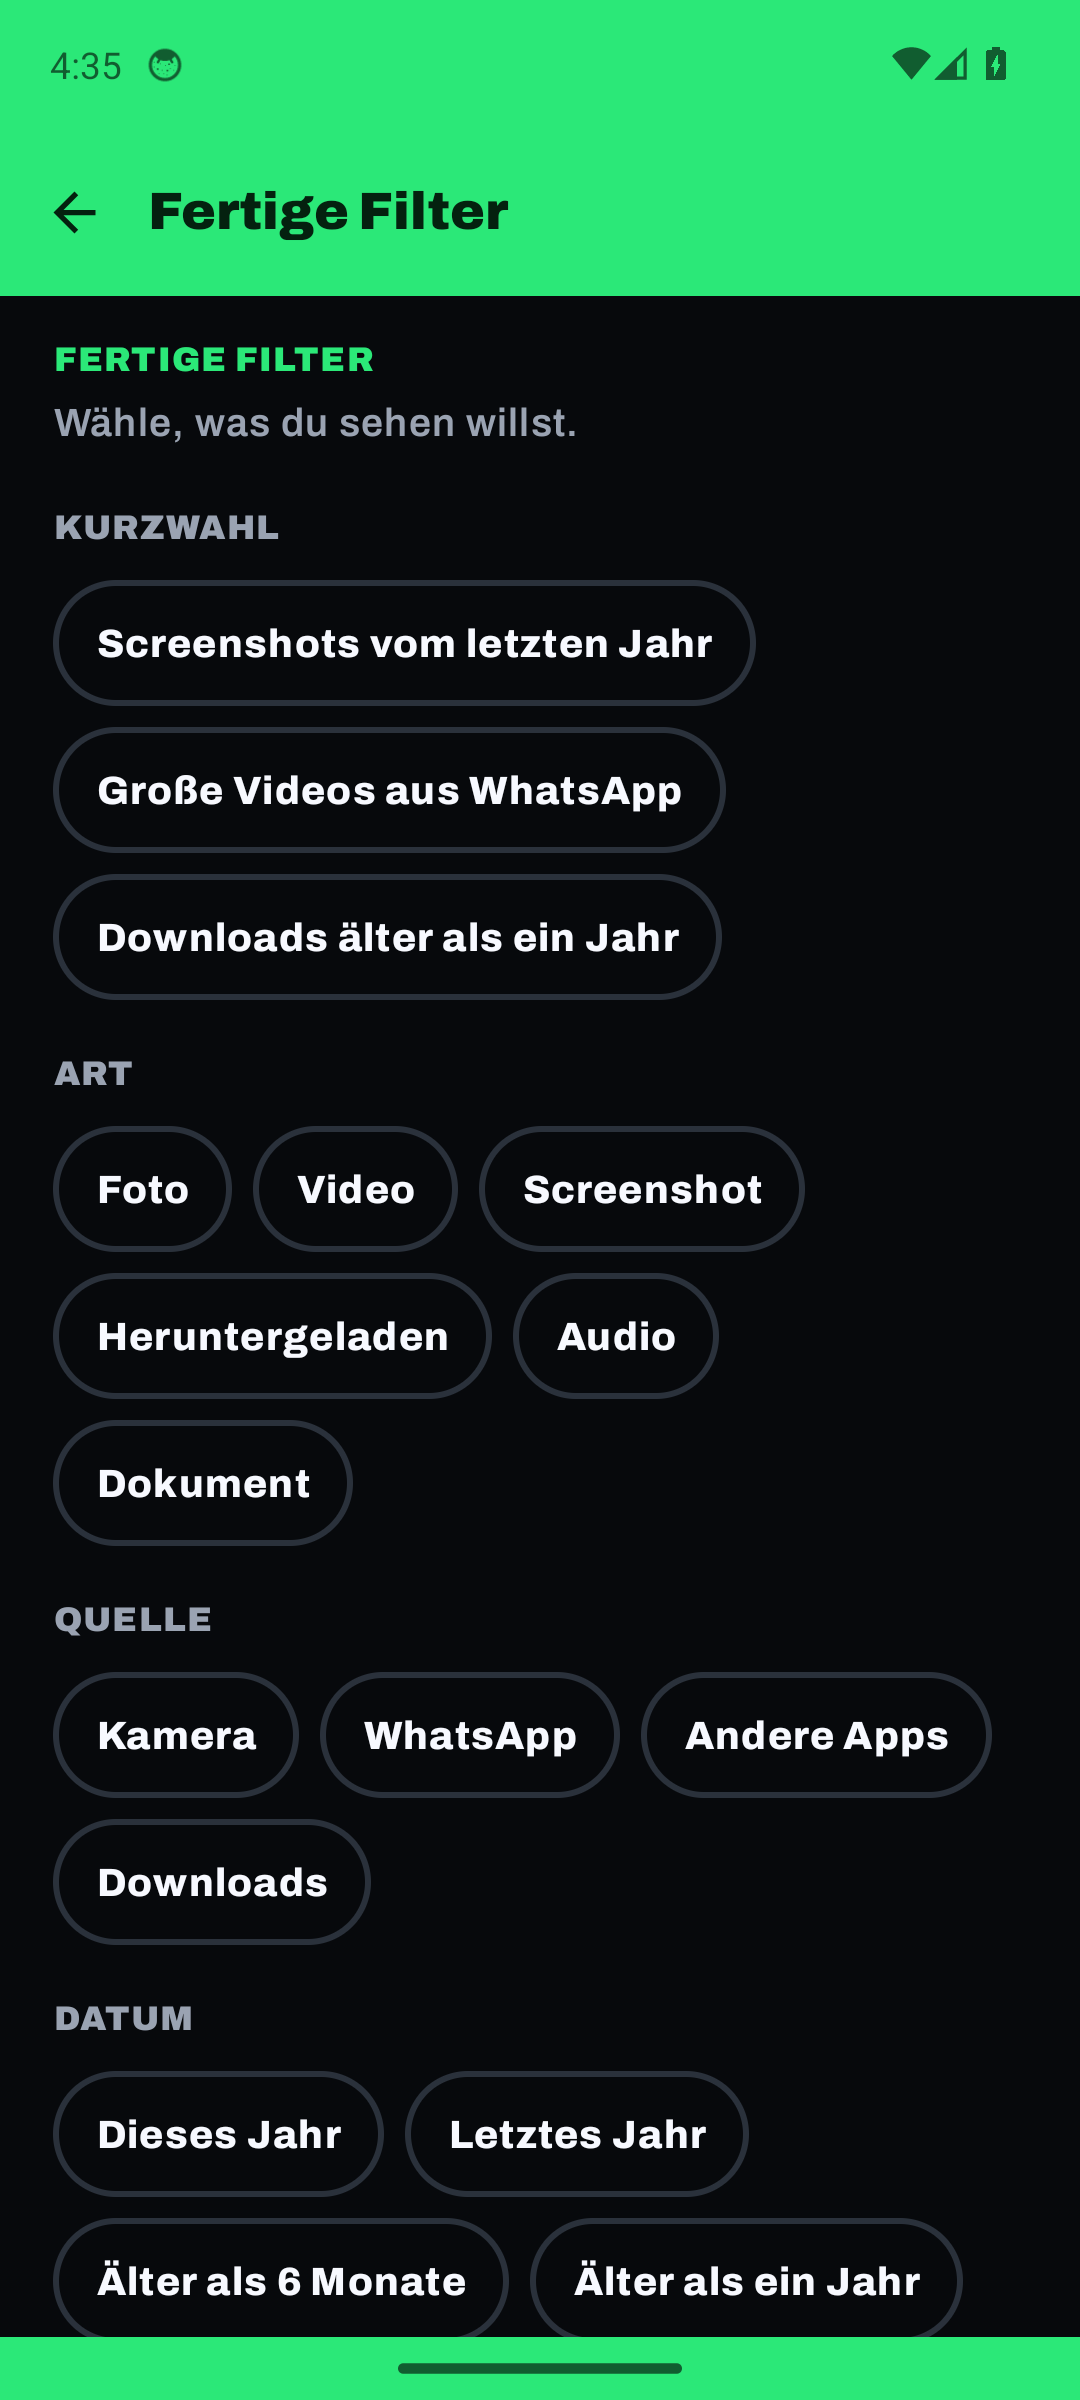 4:35
Fertige Filter
FERTIGE FILTER
Wähle, was du sehen willst.
KURZWAHL
Screenshots vom letzten Jahr
Große Videos aus WhatsApp
Downloads älter als ein Jahr
ART
Foto Video Screenshot
Heruntergeladen Audio
Dokument
QUELLE
Kamera WhatsApp Andere Apps
Downloads
DATUM
Dieses Jahr Letztes Jahr
Älter als 6 Monate Älter als ein Jahr